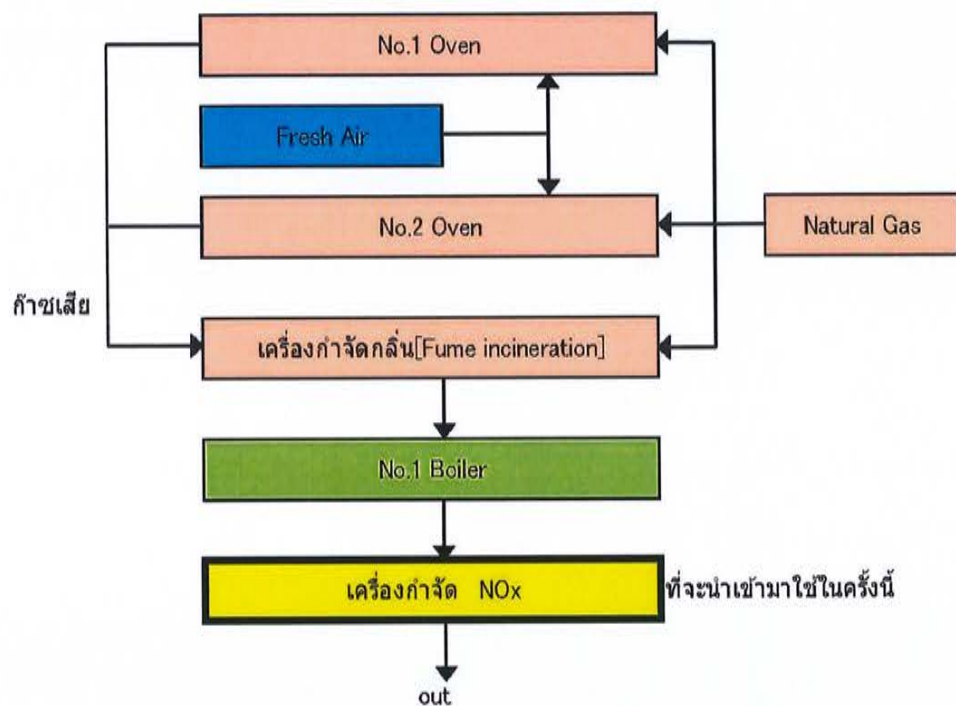 No.1 Oven
Fresh Air
No.2 Oven
Natural Gas
ก๊าซเสีย
เครื่องกำจัดกลิ่น[Fume incineration]
No.1 Boiler
เครื่องกำจัด NOx
ที่จะนำเข้ามาใช้ในครั้งนี้
out